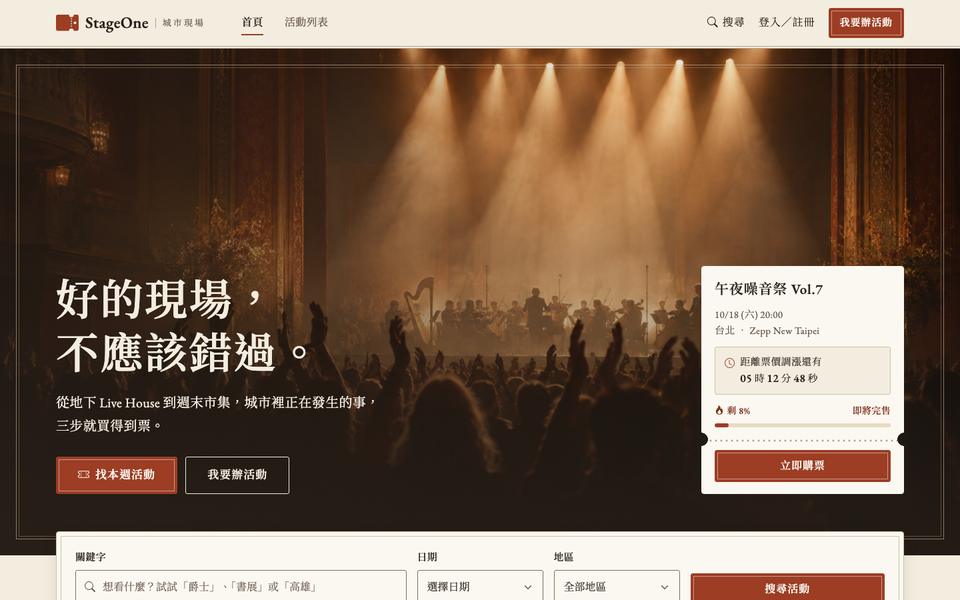 StageOne 城市現場 首頁 活動列表 搜尋 登入／註冊 我要辦活動
好的現場，
不應該錯過。
從地下 Live House 到週末市集，城市裡正在發生的事，
三步就買得到票。
找本週活動 我要辦活動
午夜噪音祭 Vol.7
10/18 (六) 20:00
台北 · Zepp New Taipei
距離票價調漲還有
05 時 12 分 48 秒
剩 8% 即將完售
立即購票
關鍵字 日期 地區
想看什麼？試試「爵士」、「書展」或「高雄」 選擇日期 全部地區 搜尋活動